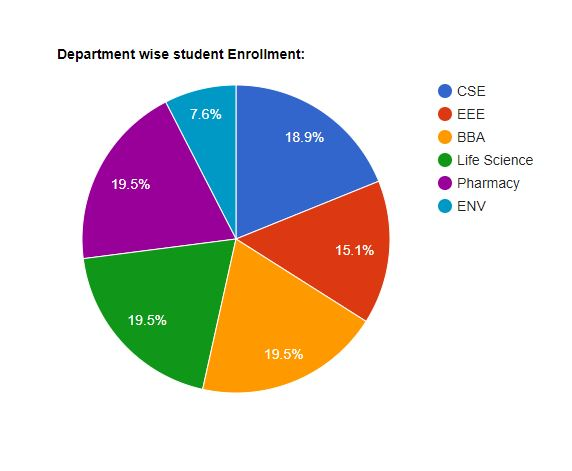 Department wise student Enrollment:
CSE
EEE
BBA
Life Science
Pharmacy
ENV
7.6%
18.9%
19.5%
15.1%
19.5%
19.5%